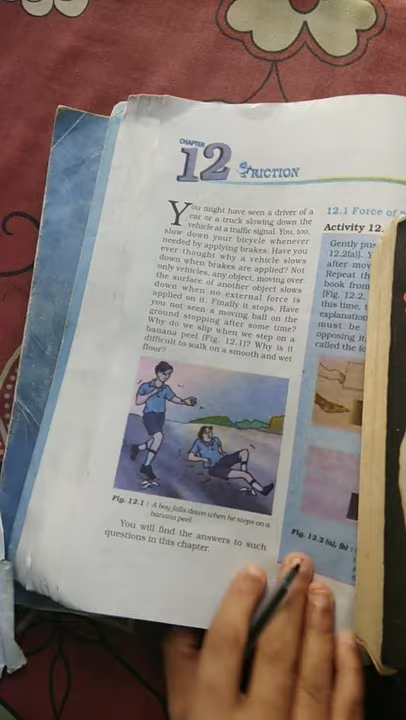 CHAPTER
12 FRICTION
You might have seen a driver of a
car or a truck slowing down the
vehicle at a traffic signal. You, too,
slow down your bicycle whenever
needed by applying brakes. Have you
ever thought why a vehicle slows
down when brakes are applied? Not
only vehicles, any object, moving over
the surface of another object slows
down when no external force is
applied on it. Finally it stops. Have
you not seen a moving ball on the
ground stopping after some time?
Why do we slip when we step on a
banana peel (Fig. 12.1)? Why is it
difficult to walk on a smooth and wet
floor?
Fig. 12.1 : A boy falls down when he steps on a
banana peel
You will find the answers to such
questions in this chapter.
12.1 Force of
Activity 12.
Gently
12.2(a).
after
Repeat
book from
[Fig. 12.2,
this time,
explanation
must be
opposing
called the
Fig. 12.2 (a), (b) :